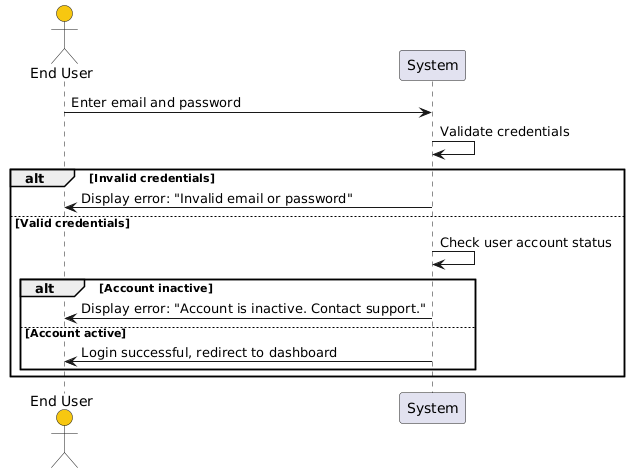 End User
System
Enter email and password
Validate credentials
alt [Invalid credentials]
Display error: "Invalid email or password"
[Valid credentials]
Check user account status
alt [Account inactive]
Display error: "Account is inactive. Contact support."
[Account active]
Login successful, redirect to dashboard
End User
System